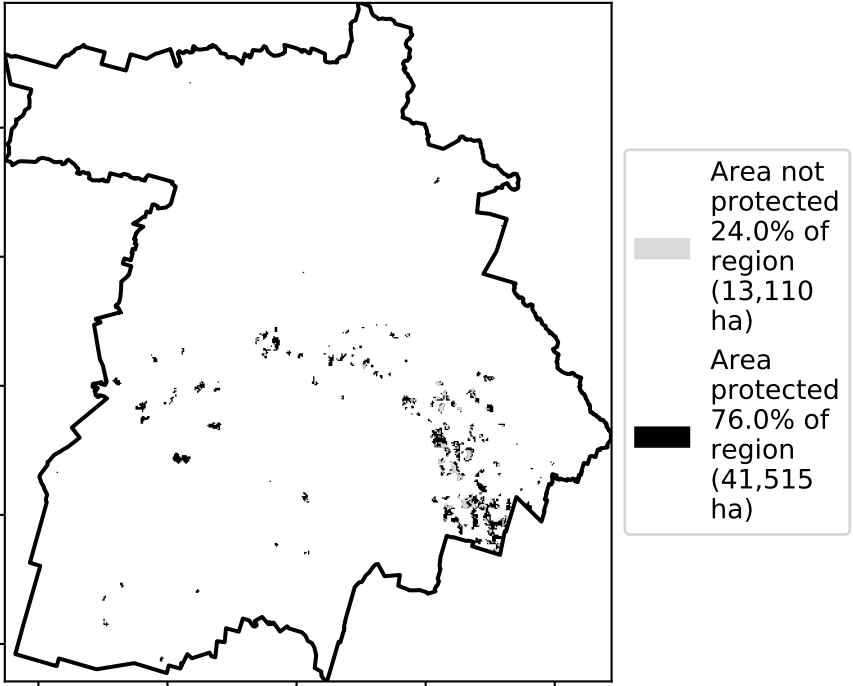 Area not
protected
24.0% of
region
(13,110
ha)
Area
protected
76.0% of
region
(41,515
ha)